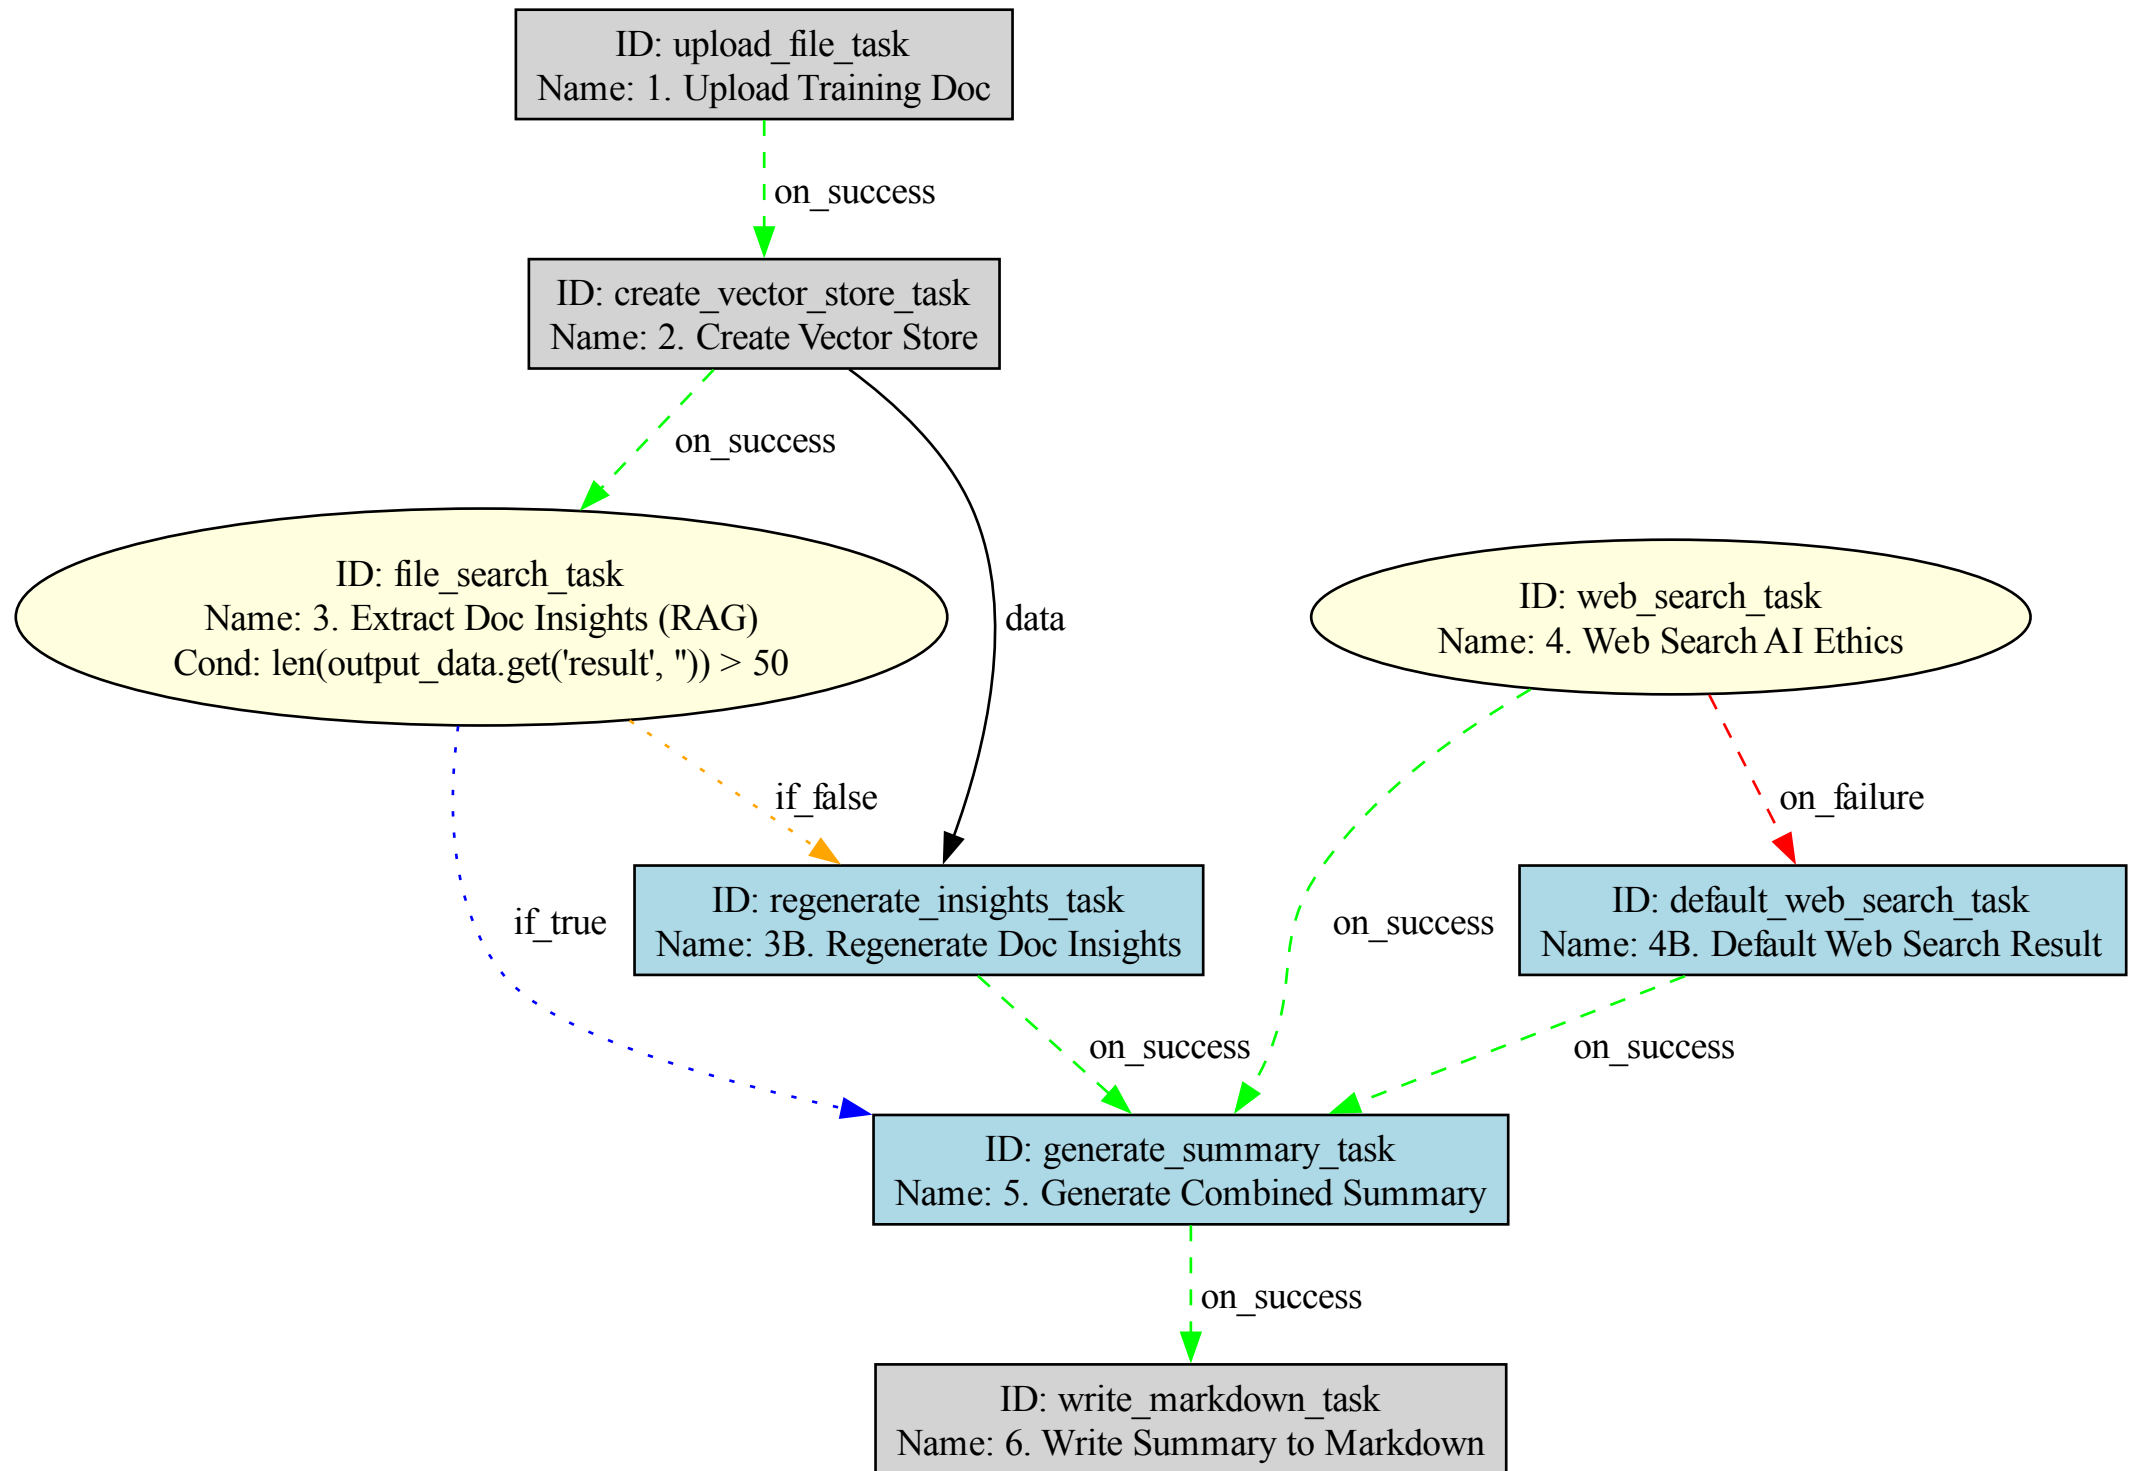 ID: upload_file_task
Name: 1. Upload Training Doc
on_success
ID: create_vector_store_task
Name: 2. Create Vector Store
on_success
data
ID: file_search_task
Name: 3. Extract Doc Insights (RAG)
Cond: len(output_data.get('result', '')) > 50
ID: web_search_task
Name: 4. Web Search AI Ethics
if_false
on_failure
if_true
ID: regenerate_insights_task
Name: 3B. Regenerate Doc Insights
on_success
ID: default_web_search_task
Name: 4B. Default Web Search Result
on_success
on_success
ID: generate_summary_task
Name: 5. Generate Combined Summary
on_success
ID: write_markdown_task
Name: 6. Write Summary to Markdown